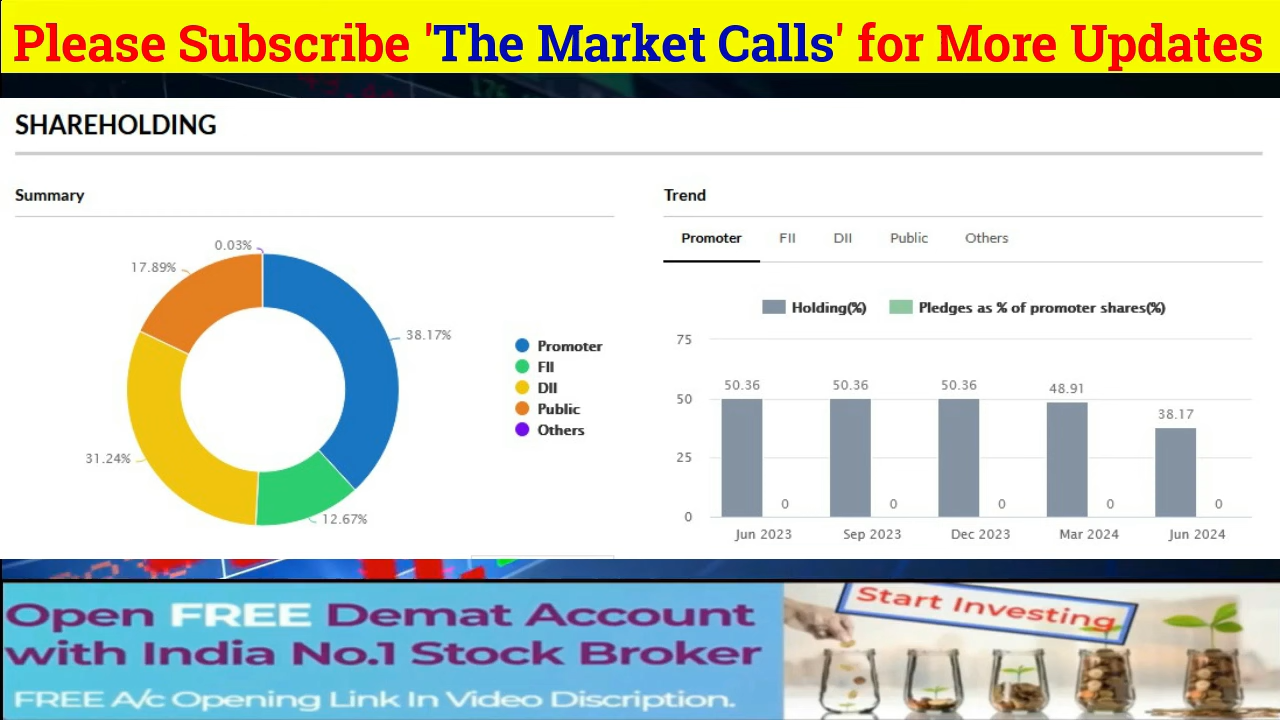 Please Subscribe 'The Market Calls' for More Updates
SHAREHOLDING
Summary
0.03%
17.89%
38.17%
31.24%
12.67%
Promoter
FII
DII
Public
Others
Trend
Promoter FII DII Public Others
Holding(%) Pledges as % of promoter shares(%)
75
50
25
0
50.36 50.36 50.36 48.91 38.17
0 0 0 0 0
Jun 2023 Sep 2023 Dec 2023 Mar 2024 Jun 2024
Open FREE Demat Account
with India No.1 Stock Broker
FREE A/c Opening Link In Video Discription.
Start Investing